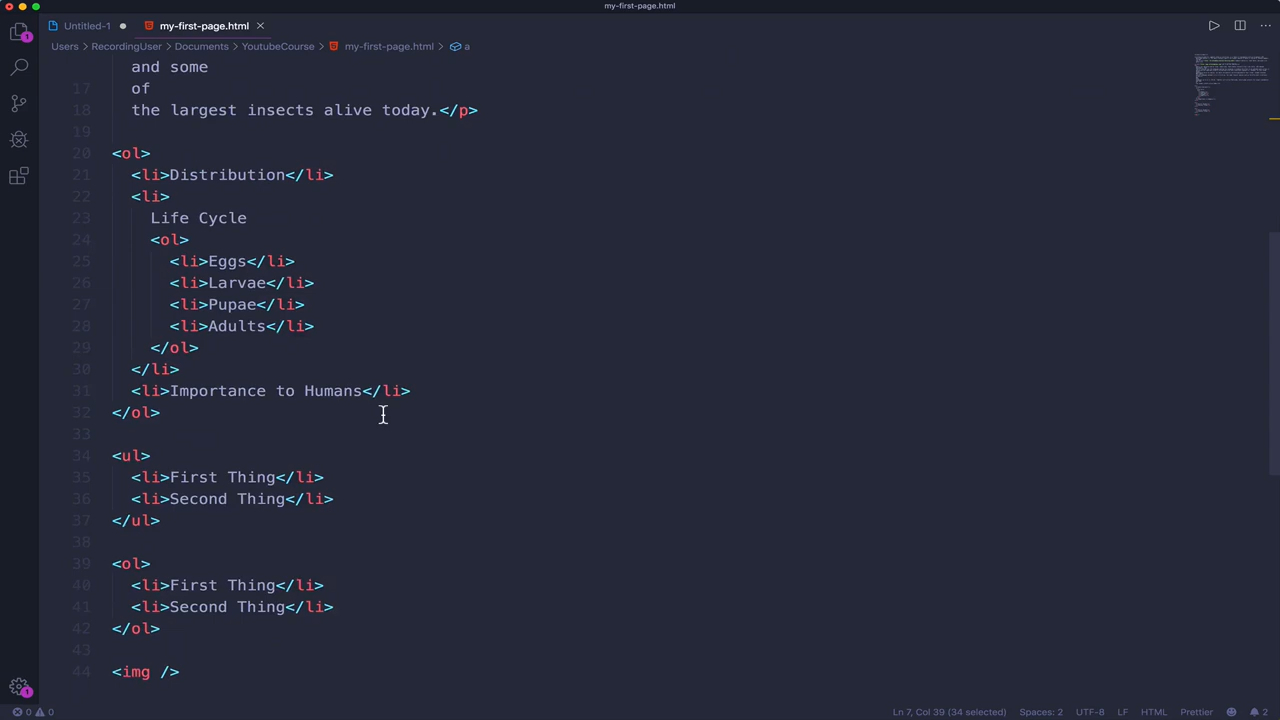 my-first-page.html
Untitled-1
my-first-page.html
Users > RecordingUser > Documents > YoutubeCourse > my-first-page.html > a
and some
17 of
18 the largest insects alive today.</p>
19
20 <ol>
21 <li>Distribution</li>
22 <li>
23 Life Cycle
24 <ol>
25 <li>Eggs</li>
26 <li>Larvae</li>
27 <li>Pupae</li>
28 <li>Adults</li>
29 </ol>
30 </li>
31 <li>Importance to Humans</li>
32 </ol>
33
34 <ul>
35 <li>First Thing</li>
36 <li>Second Thing</li>
37 </ul>
38
39 <ol>
40 <li>First Thing</li>
41 <li>Second Thing</li>
42 </ol>
43
44 <img />
1
1
0 0 Ln 7, Col 39 (34 selected) Spaces: 2 UTF-8 LF HTML Prettier 2